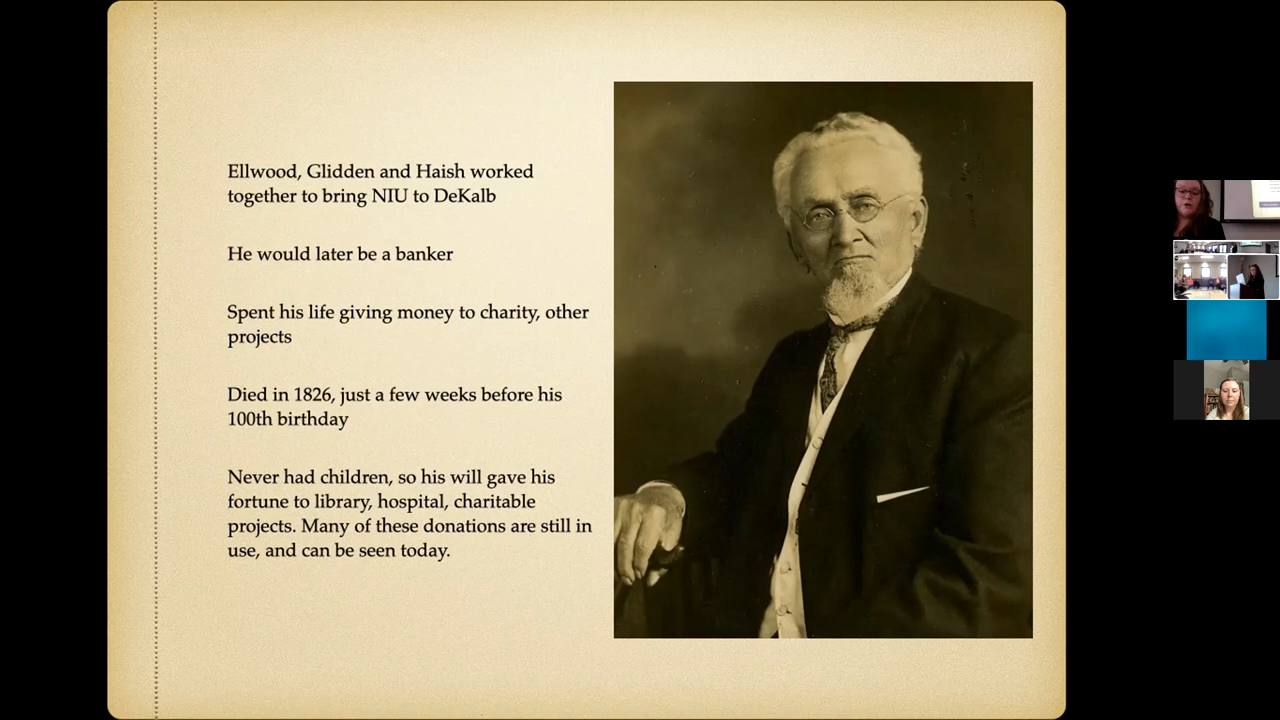 Ellwood, Glidden and Haish worked
together to bring NIU to DeKalb
He would later be a banker
Spent his life giving money to charity, other
projects
Died in 1826, just a few weeks before his
100th birthday
Never had children, so his will gave his
fortune to library, hospital, charitable
projects. Many of these donations are still in
use, and can be seen today.